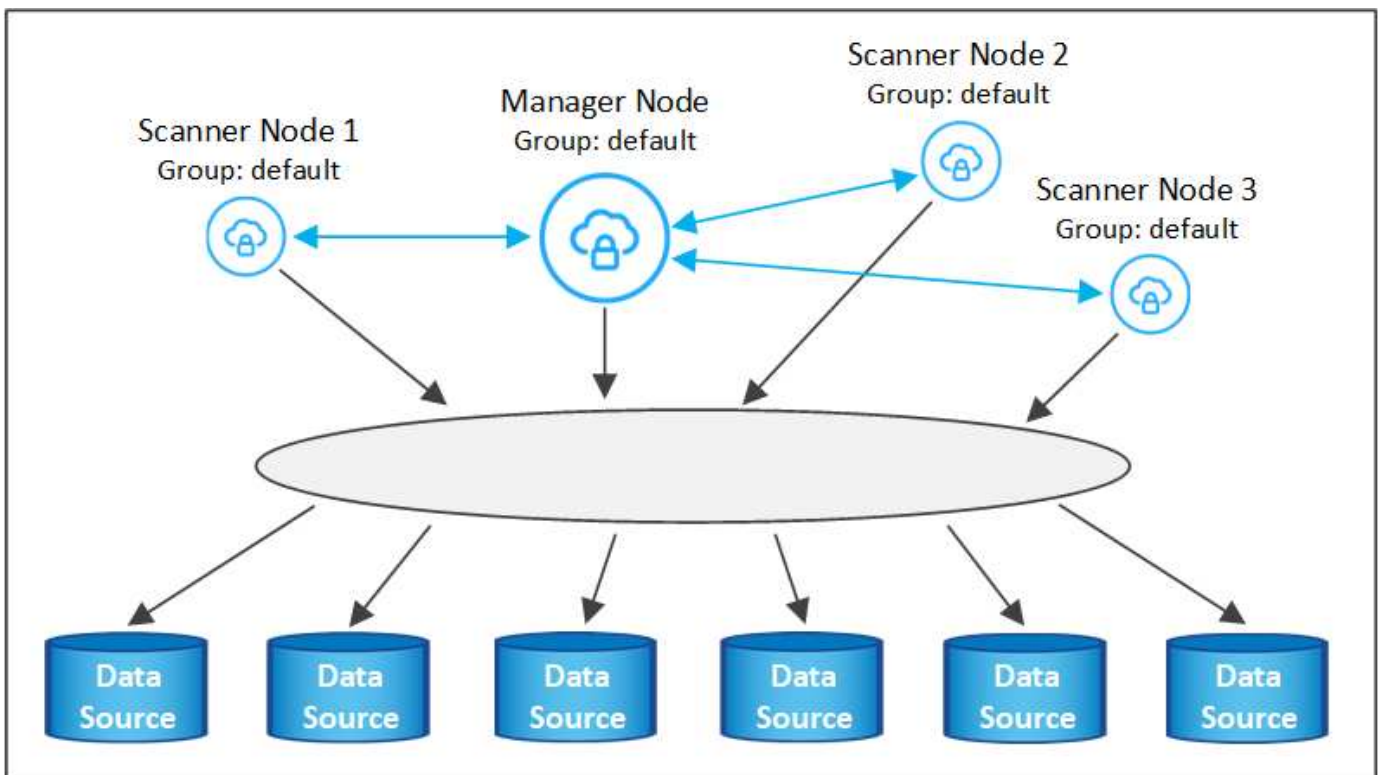 Scanner Node 1
Group: default
Manager Node
Group: default
Scanner Node 2
Group: default
Scanner Node 3
Group: default
Data
Source
Data
Source
Data
Source
Data
Source
Data
Source
Data
Source